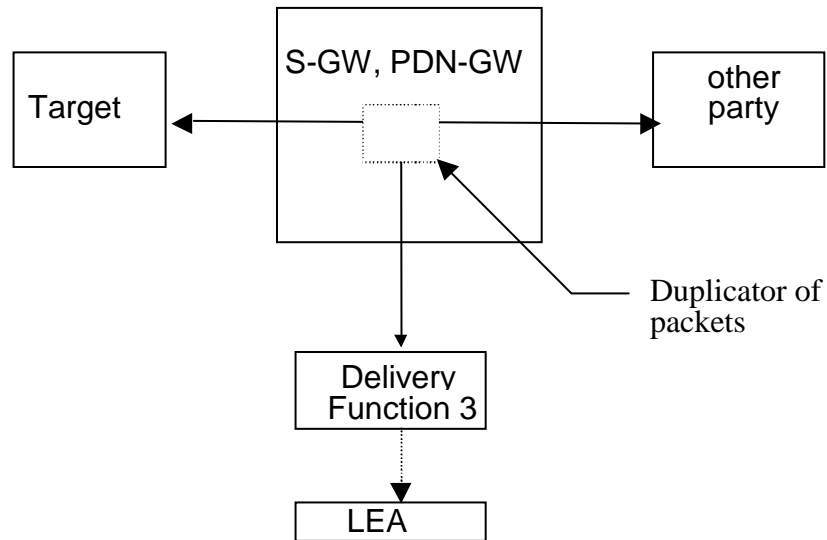 S-GW, PDN-GW
Target
other
party
Duplicator of
packets
Delivery
Function 3
LEA